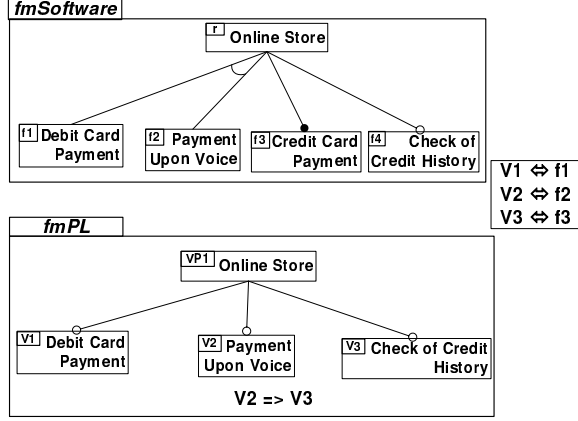 fmSoftware
r Online Store
f1 Debit Card
Payment
f2 Payment
Upon Voice
f3 Credit Card
Payment
f4 Check of
Credit History
V1 ⇔ f1
V2 ⇔ f2
V3 ⇔ f3
fmPL
VP1 Online Store
V1 Debit Card
Payment
V2 Payment
Upon Voice
V3 Check of Credit
History
V2 => V3